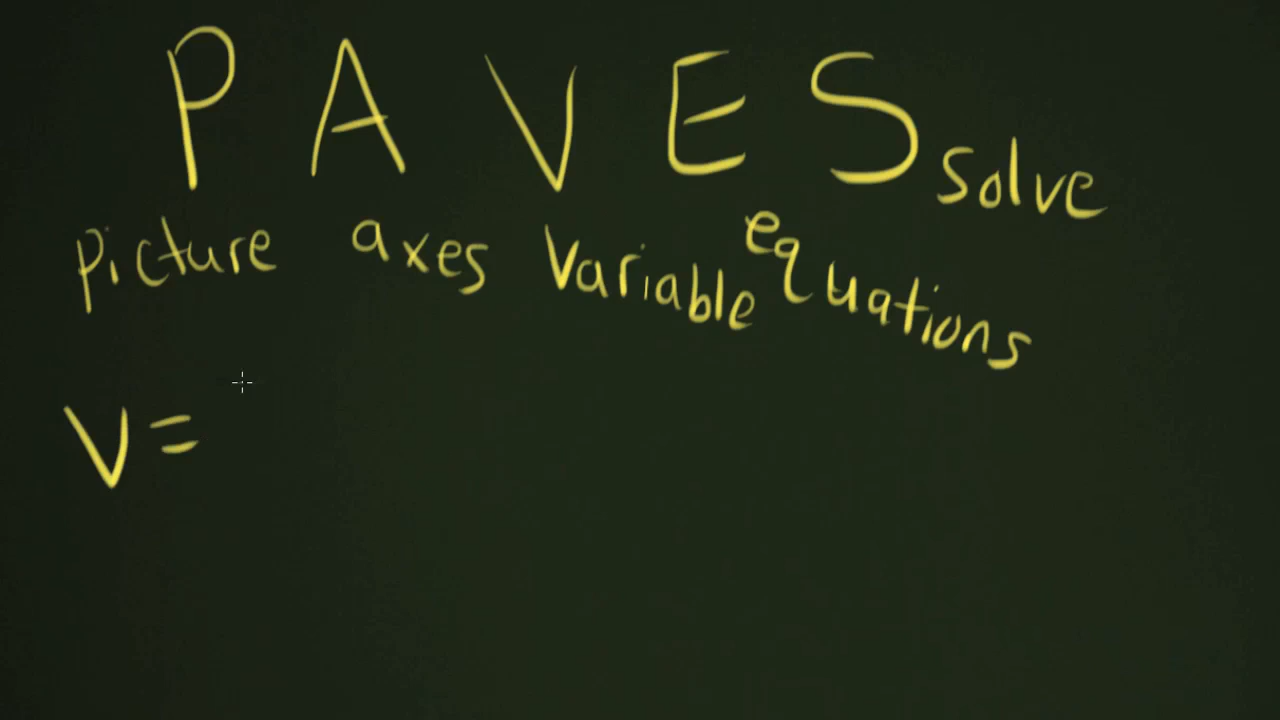 P A V E S solve
picture axes Variable equations
V =